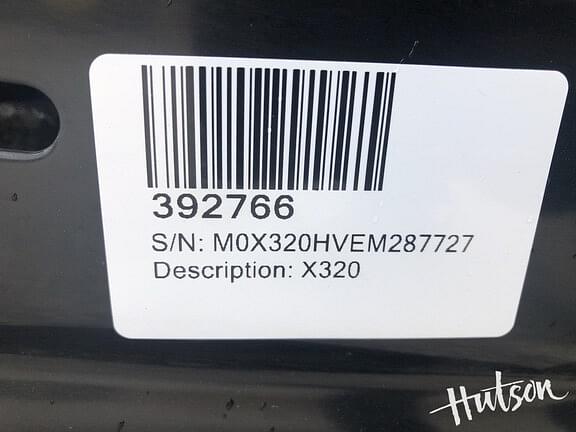 392766
S/N: M0X320HVEM287727
Description: X320
Hutson